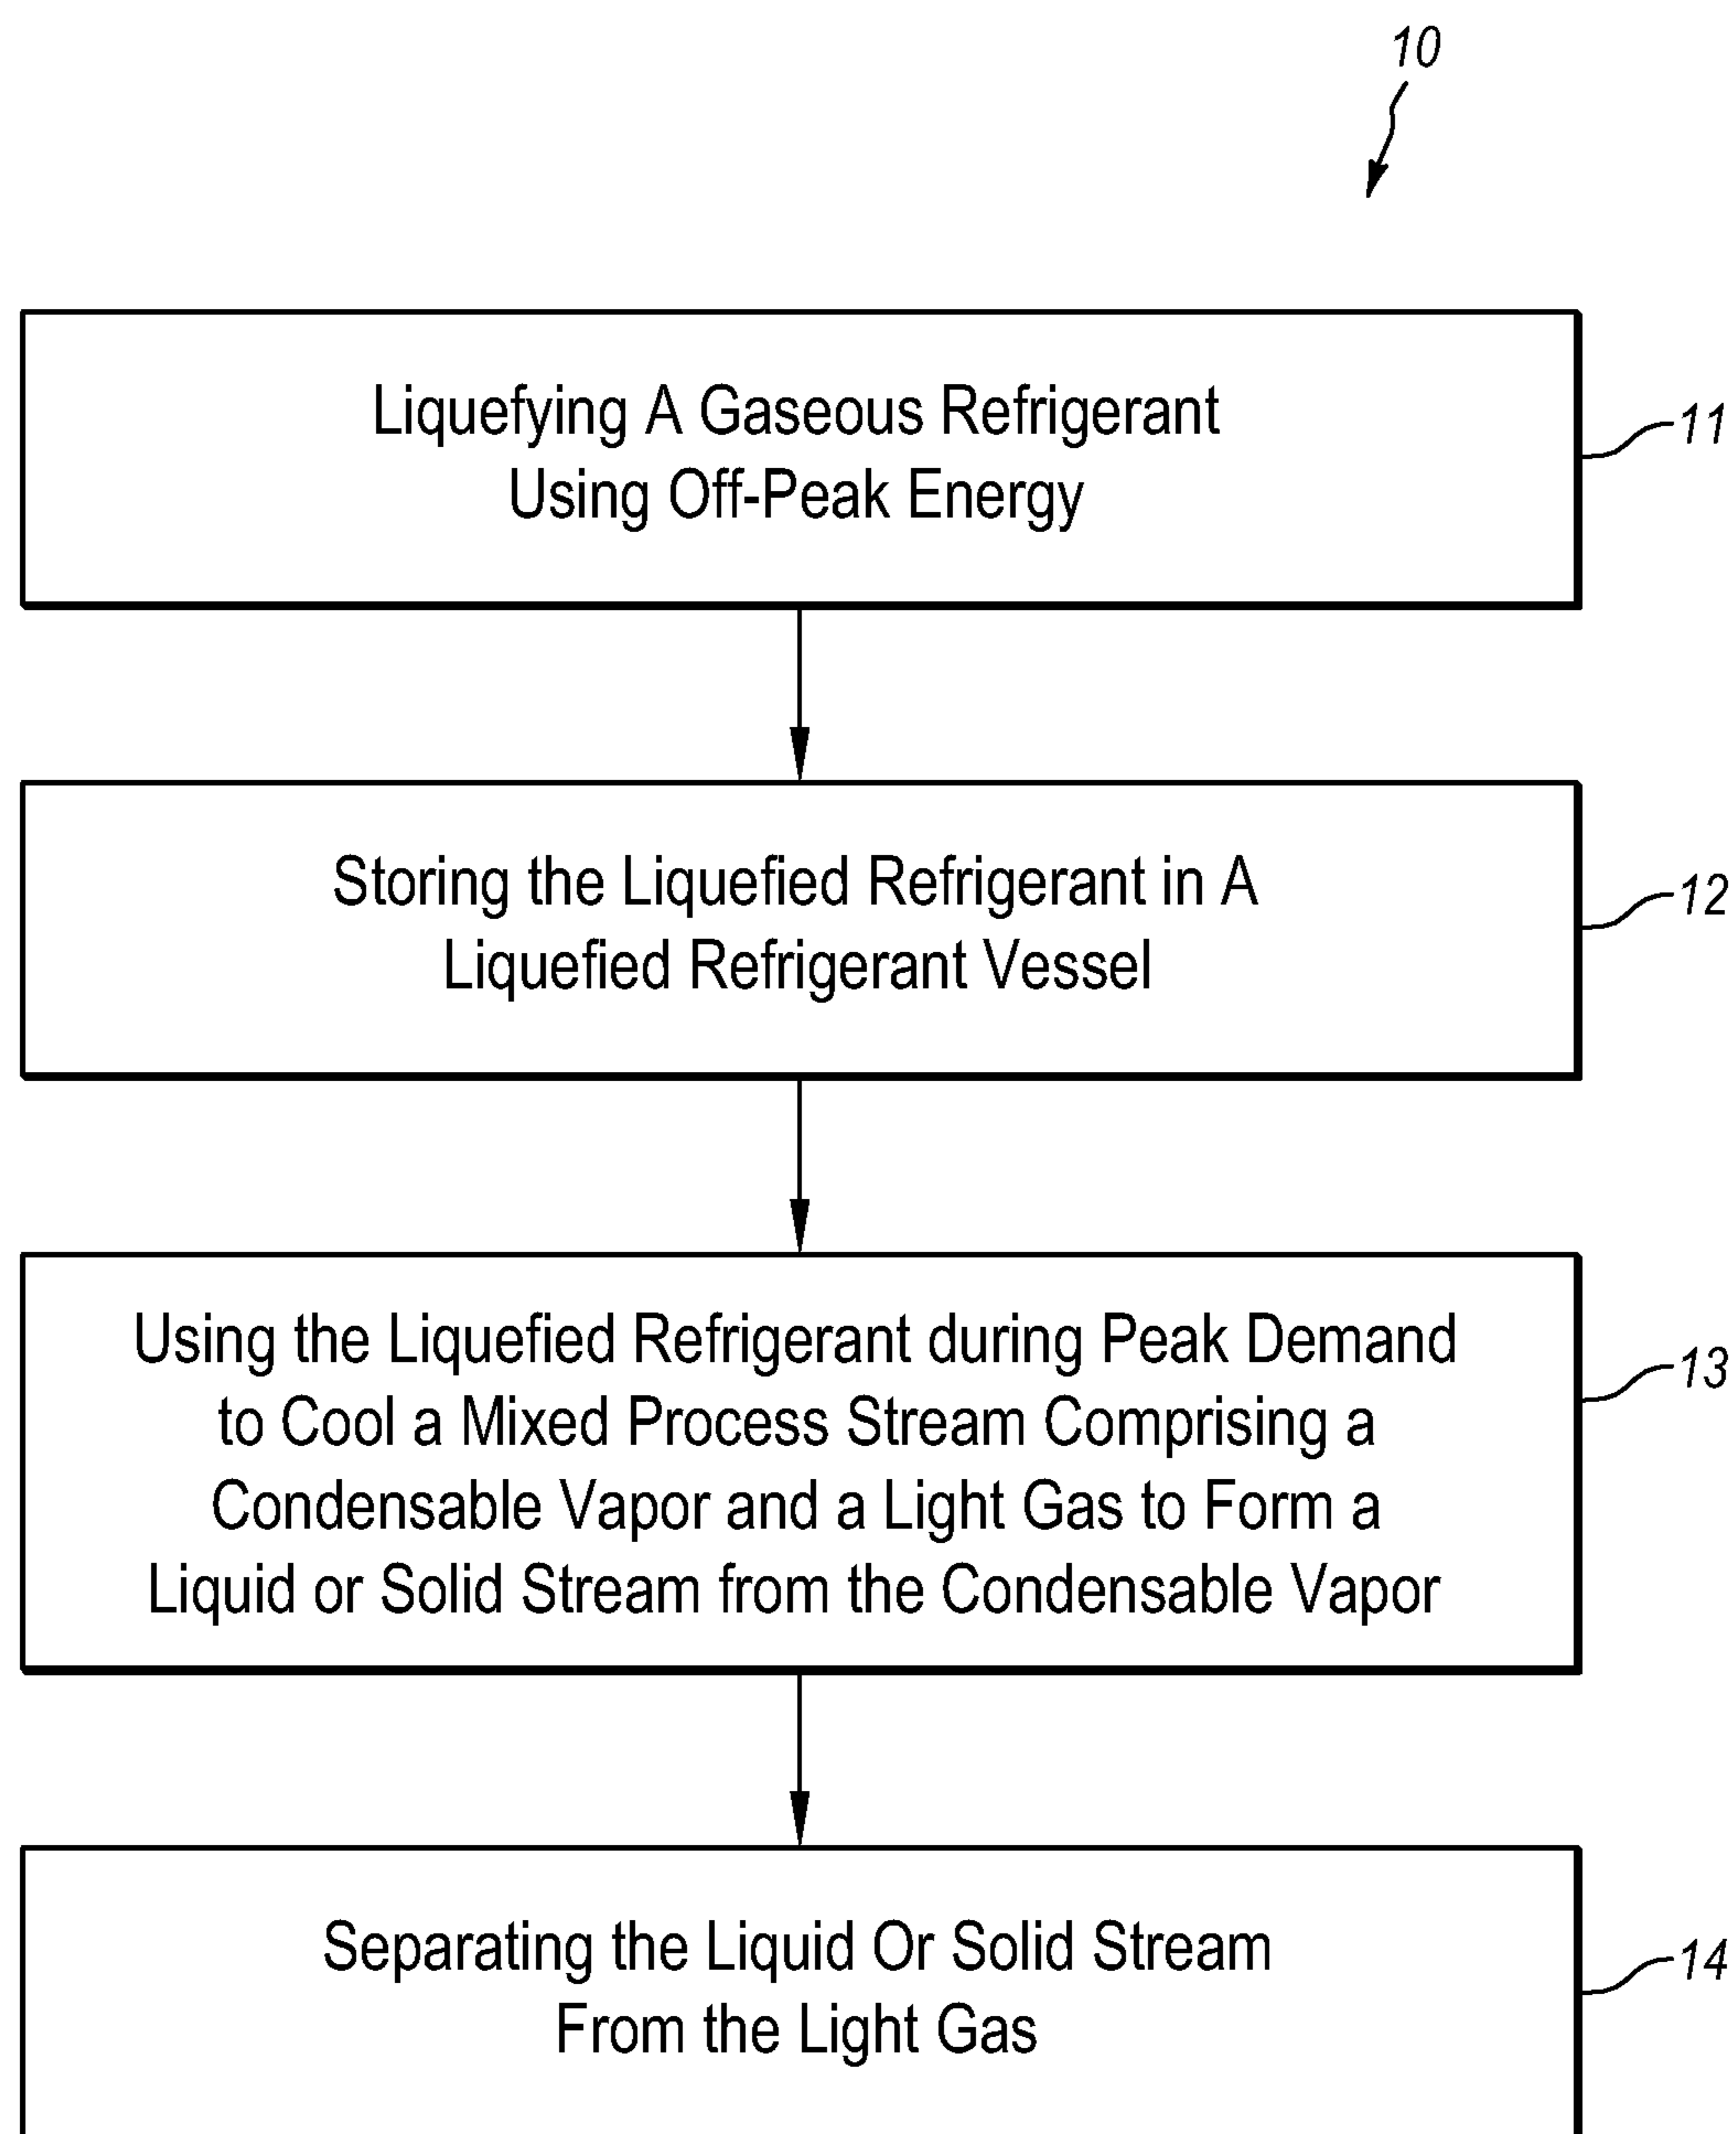 10
Liquefying A Gaseous Refrigerant
Using Off-Peak Energy
11
Storing the Liquefied Refrigerant in A
Liquefied Refrigerant Vessel
12
Using the Liquefied Refrigerant during Peak Demand
to Cool a Mixed Process Stream Comprising a
Condensable Vapor and a Light Gas to Form a
Liquid or Solid Stream from the Condensable Vapor
13
Separating the Liquid Or Solid Stream
From the Light Gas
14